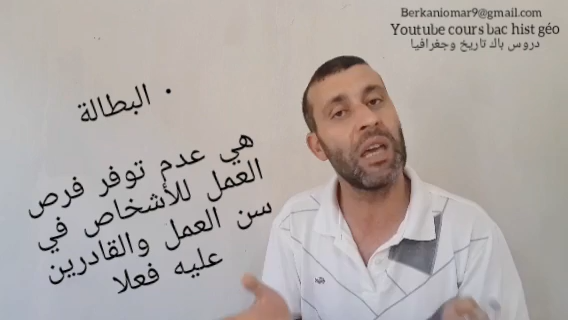 Berkaniomar9@gmail.com
Youtube cours bac hist géo
دروس باك تاريخ وجغرافيا
• البطالة
هي عدم توفر فرص
العمل للأشخاص في
سن العمل والقادرين
عليه فعلا